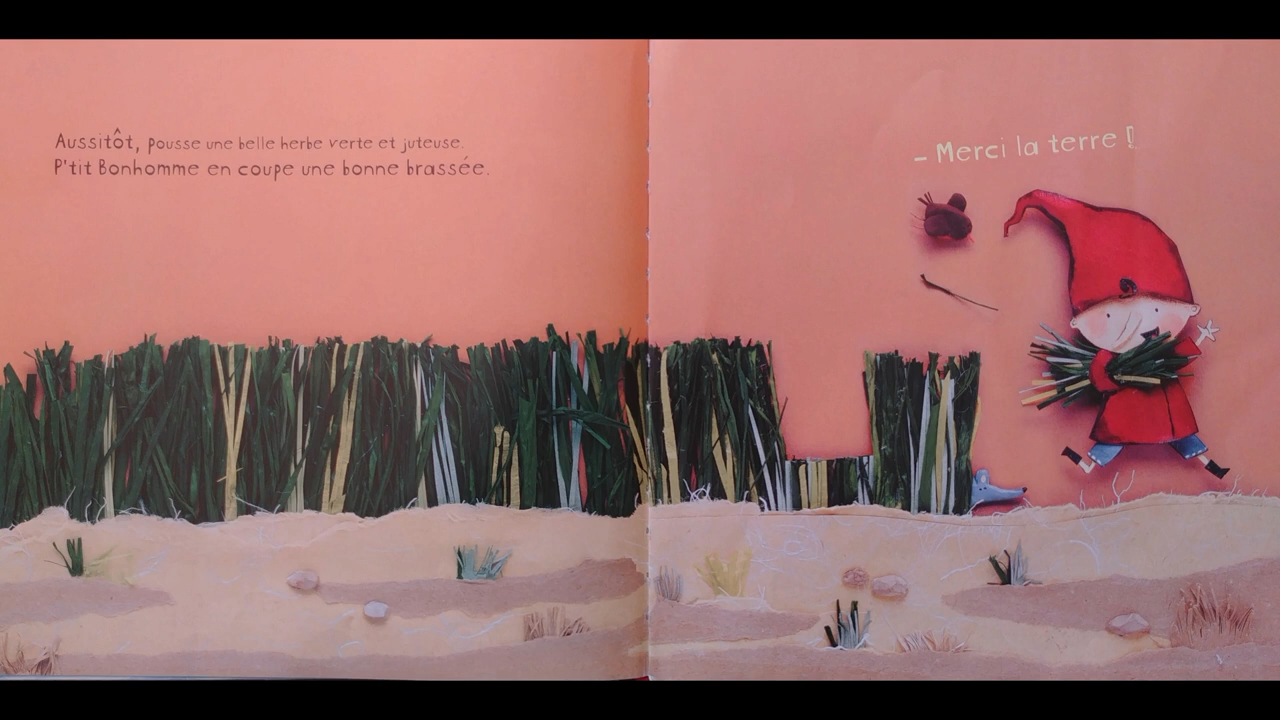 Aussitôt, pousse une belle herbe verte et juteuse.
P'tit Bonhomme en coupe une bonne brassée.
- Merci la terre !